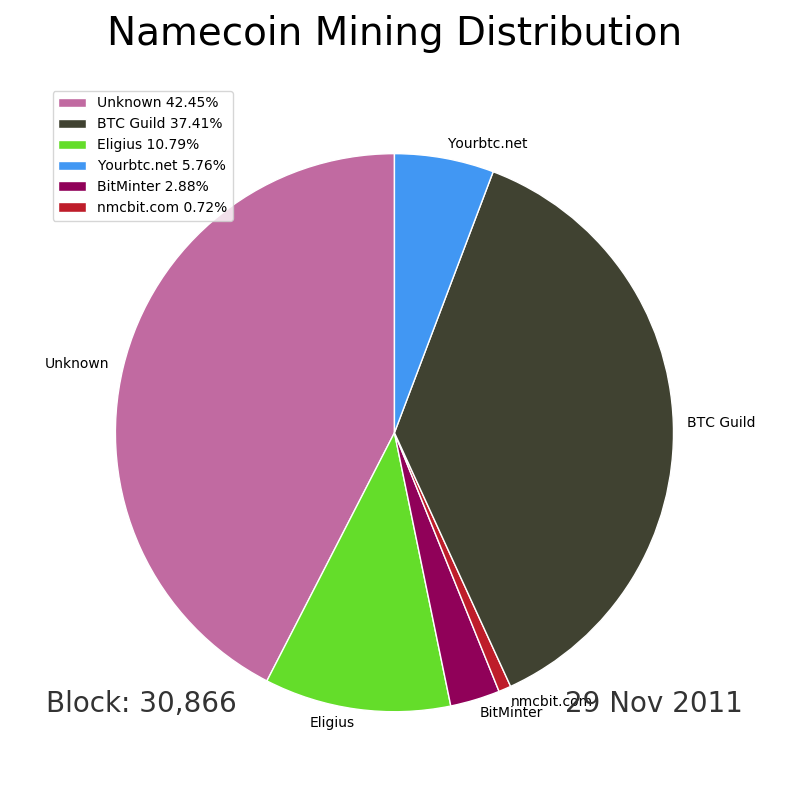 Namecoin Mining Distribution
Unknown 42.45%
BTC Guild 37.41%
Eligius 10.79%
Yourbtc.net 5.76%
BitMinter 2.88%
nmcbit.com 0.72%
Yourbtc.net
Unknown
BTC Guild
Block: 30,866
nmcbit.com
29 Nov 2011
BitMinter
Eligius